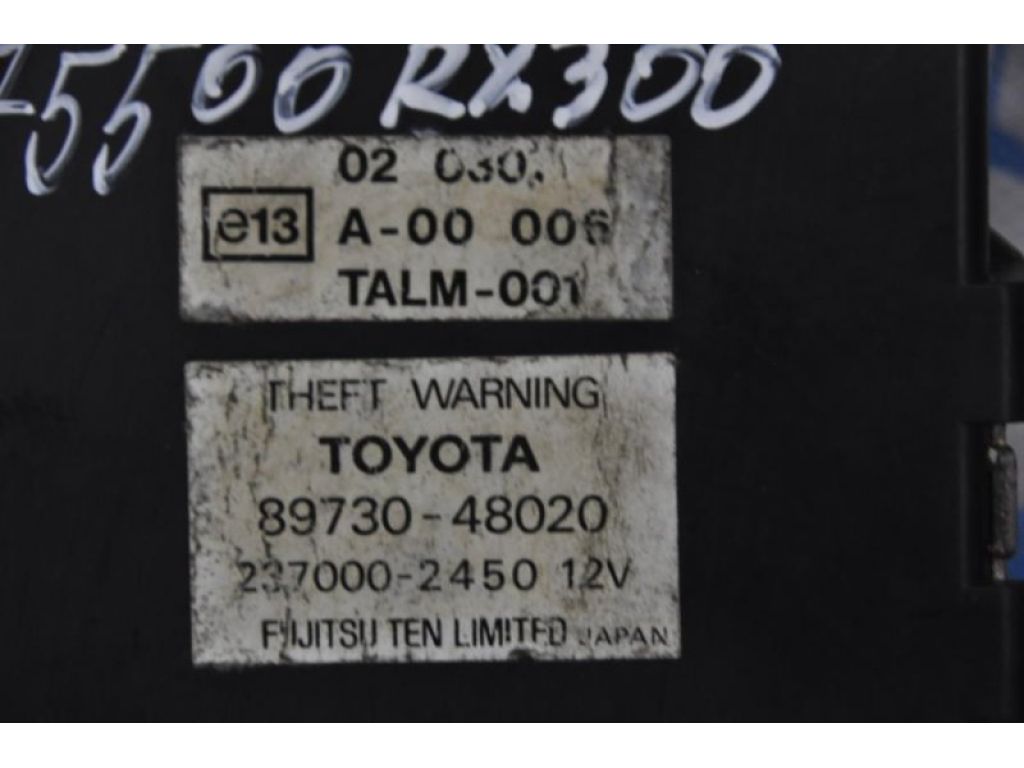 RX300
02 030.1
e13 A-00 006
TALM-001
THEFT WARNING
TOYOTA
89730-48020
237000-2450 12V
FUJITSU TEN LIMITED JAPAN